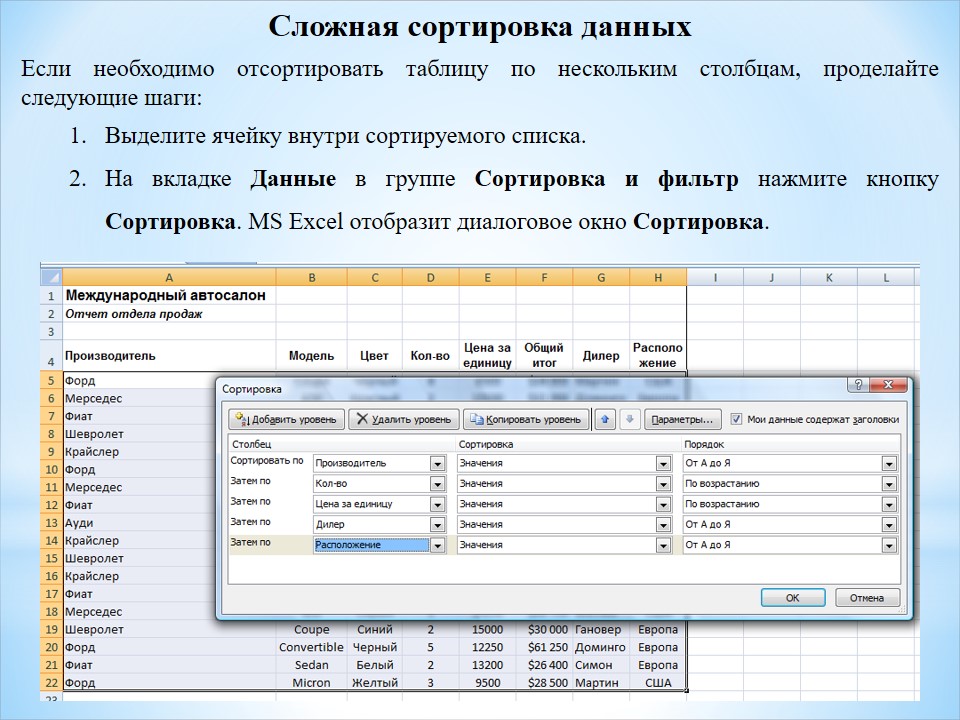 Сложная сортировка данных
Если необходимо отсортировать таблицу по нескольким столбцам, проделайте
следующие шаги:
1. Выделите ячейку внутри сортируемого списка.
2. На вкладке Данные в группе Сортировка и фильтр нажмите кнопку
Сортировка. MS Excel отобразит диалоговое окно Сортировка.
A B C D E F G H I J K L
1 Международный автосалон
2 Отчет отдела продаж
3
4 Производитель Модель Цвет Кол-во Цена за единицу Общий итог Дилер Располо жение
5 Форд
6 Мерседес
7 Фиат
8 Шевролет
9 Крайслер
10 Форд
11 Мерседес
12 Фиат
13 Ауди
14 Крайслер
15 Шевролет
16 Крайслер
17 Фиат
18 Мерседес
19 Шевролет Coupe Синий 2 15000 $30 000 Гановер Европа
20 Форд Convertible Черный 5 12250 $61 250 Доминго Европа
21 Фиат Sedan Белый 2 13200 $26 400 Симон Европа
22 Форд Micron Желтый 3 9500 $28 500 Мартин США
Сортировка
Добавить уровень Удалить уровень Копировать уровень Параметры... Мои данные содержат заголовки
Столбец Сортировка Порядок
Сортировать по Производитель Значения От А до Я
Затем по Кол-во Значения По возрастанию
Затем по Цена за единицу Значения По возрастанию
Затем по Дилер Значения От А до Я
Затем по Расположение Значения От А до Я
ОК Отмена